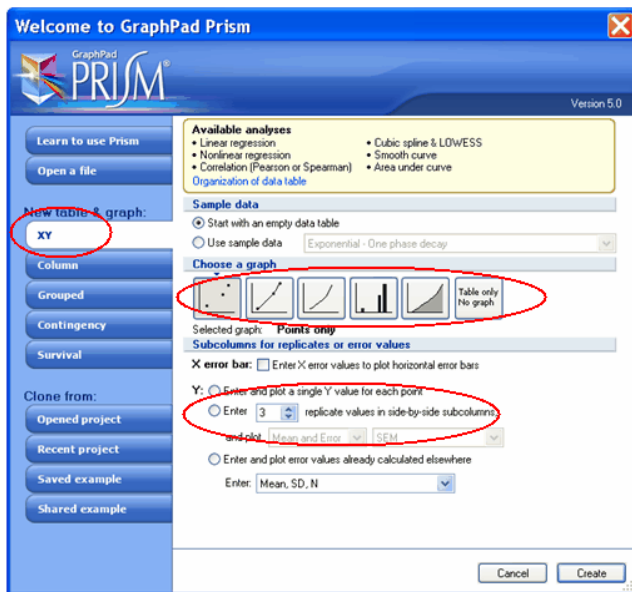 Welcome to GraphPad Prism
GraphPad
PRISM®
Version 5.0
Learn to use Prism
Open a file
New table & graph:
XY
Column
Grouped
Contingency
Survival
Clone from:
Opened project
Recent project
Saved example
Shared example
Available analyses
• Linear regression
• Nonlinear regression
• Correlation (Pearson or Spearman)
• Cubic spline & LOWESS
• Smooth curve
• Area under curve
Organization of data table
Sample data
Start with an empty data table
Use sample data Exponential - One phase decay
Choose a graph
Table only
No graph
Selected graph: Points only
Subcolumns for replicates or error values
X error bar: Enter X error values to plot horizontal error bars
Y: Enter and plot a single Y value for each point
Enter 3 replicate values in side-by-side subcolumns,
and plot Mean and Error SEM
Enter and plot error values already calculated elsewhere
Enter: Mean, SD, N
Cancel Create